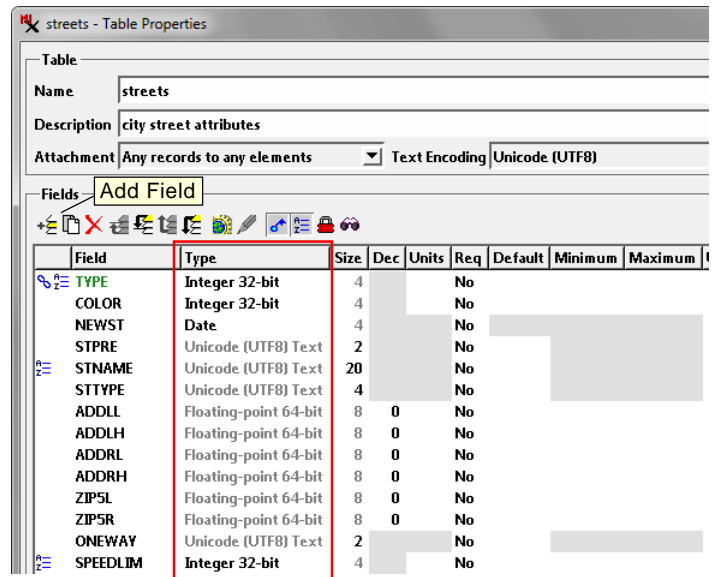 streets - Table Properties
Table
Name streets
Description city street attributes
Attachment Any records to any elements Text Encoding Unicode (UTF8)
Fields Add Field
Field Type Size Dec Units Req Default Minimum Maximum
TYPE Integer 32-bit 4 No
COLOR Integer 32-bit 4 No
NEWST Date 4 No
STPRE Unicode (UTF8) Text 2 No
STNAME Unicode (UTF8) Text 20 No
STTYPE Unicode (UTF8) Text 4 No
ADDLL Floating-point 64-bit 8 0 No
ADDLH Floating-point 64-bit 8 0 No
ADDRL Floating-point 64-bit 8 0 No
ADDRH Floating-point 64-bit 8 0 No
ZIP5L Floating-point 64-bit 8 0 No
ZIP5R Floating-point 64-bit 8 0 No
ONEWAY Unicode (UTF8) Text 2 No
SPEEDLIM Integer 32-bit 4 No